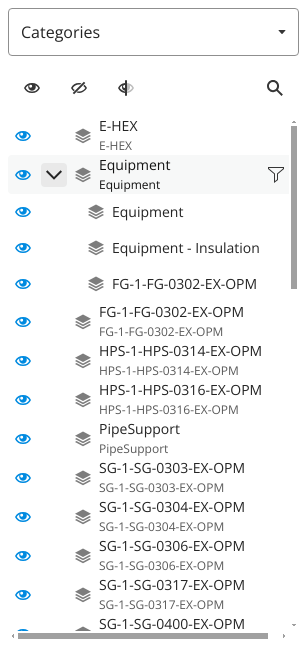 Categories
E-HEX
E-HEX
Equipment
Equipment
Equipment
Equipment - Insulation
FG-1-FG-0302-EX-OPM
FG-1-FG-0302-EX-OPM
FG-1-FG-0302-EX-OPM
HPS-1-HPS-0314-EX-OPM
HPS-1-HPS-0314-EX-OPM
HPS-1-HPS-0316-EX-OPM
HPS-1-HPS-0316-EX-OPM
PipeSupport
PipeSupport
SG-1-SG-0303-EX-OPM
SG-1-SG-0303-EX-OPM
SG-1-SG-0304-EX-OPM
SG-1-SG-0304-EX-OPM
SG-1-SG-0306-EX-OPM
SG-1-SG-0306-EX-OPM
SG-1-SG-0317-EX-OPM
SG-1-SG-0317-EX-OPM
SG-1-SG-0400-EX-OPM